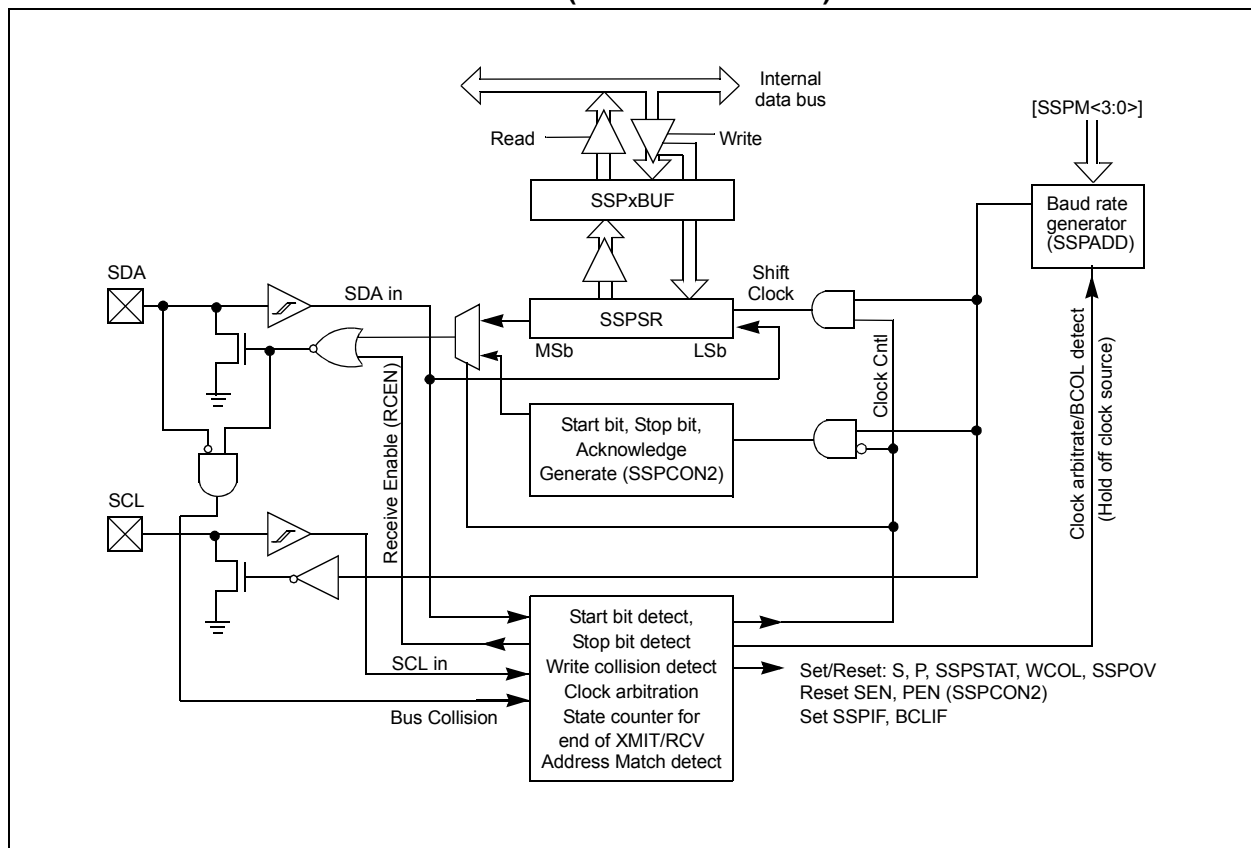 Internal
data bus
[SSPM<3:0>]
Read
Write
SSPxBUF
Baud rate
generator
(SSPADD)
SDA
SDA in
Shift
Clock
SSPSR
MSb
LSb
Receive Enable (RCEN)
Clock Cntl
Clock arbitrate/BCOL detect
(Hold off clock source)
Start bit, Stop bit,
Acknowledge
Generate (SSPCON2)
SCL
SCL in
Bus Collision
Start bit detect,
Stop bit detect
Write collision detect
Clock arbitration
State counter for
end of XMIT/RCV
Address Match detect
Set/Reset: S, P, SSPSTAT, WCOL, SSPOV
Reset SEN, PEN (SSPCON2)
Set SSPIF, BCLIF